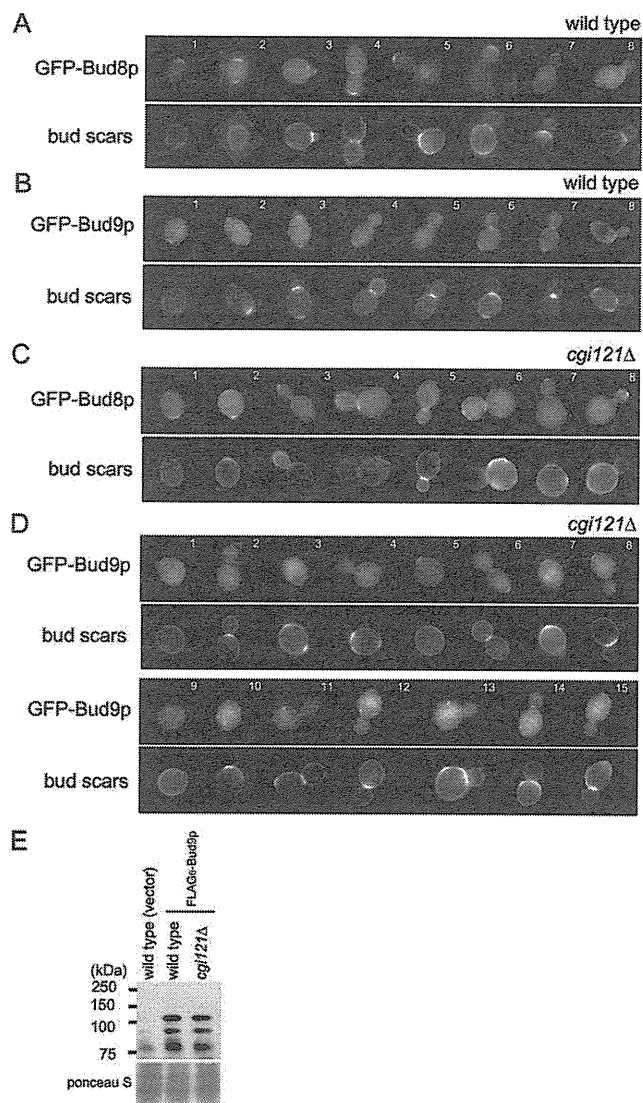 A
wild type
GFP-Bud8p
1 2 3 4 5 6 7 8
bud scars
B
wild type
GFP-Bud9p
1 2 3 4 5 6 7 8
bud scars
C
cgi121Δ
GFP-Bud8p
1 2 3 4 5 6 7 8
bud scars
D
cgi121Δ
GFP-Bud9p
1 2 3 4 5 6 7 8
bud scars
GFP-Bud9p
9 10 11 12 13 14 15
bud scars
E
wild type (vector)
FLAG6-Bud9p
wild type
cgi121Δ
(kDa)
250
150
100
75
ponceau S